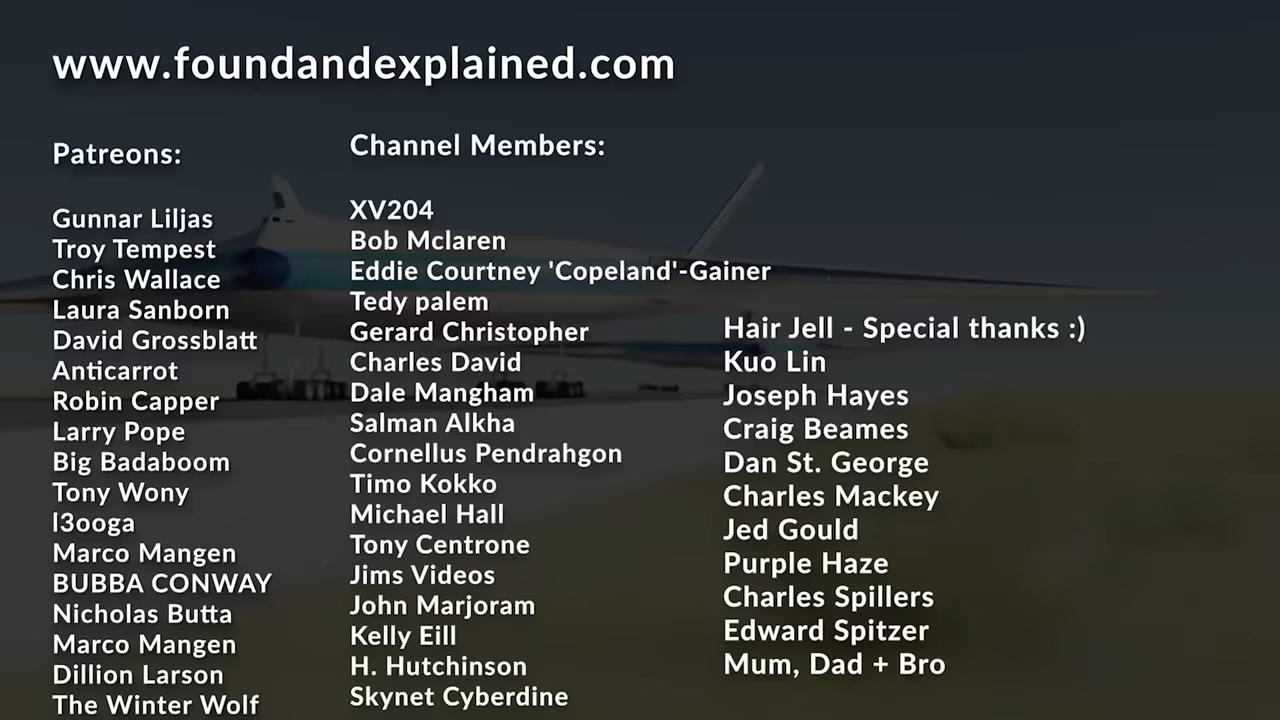 www.foundandexplained.com
Patreons:
Gunnar Liljas
Troy Tempest
Chris Wallace
Laura Sanborn
David Grossblatt
Anticarrot
Robin Capper
Larry Pope
Big Badaboom
Tony Wony
l3ooga
Marco Mangen
BUBBA CONWAY
Nicholas Butta
Marco Mangen
Dillion Larson
The Winter Wolf
Channel Members:
XV204
Bob Mclaren
Eddie Courtney 'Copeland'-Gainer
Tedy palem
Gerard Christopher
Charles David
Dale Mangham
Salman Alkha
Cornellus Pendrahgon
Timo Kokko
Michael Hall
Tony Centrone
Jims Videos
John Marjoram
Kelly Eill
H. Hutchinson
Skynet Cyberdine
Hair Jell - Special thanks :)
Kuo Lin
Joseph Hayes
Craig Beames
Dan St. George
Charles Mackey
Jed Gould
Purple Haze
Charles Spillers
Edward Spitzer
Mum, Dad + Bro